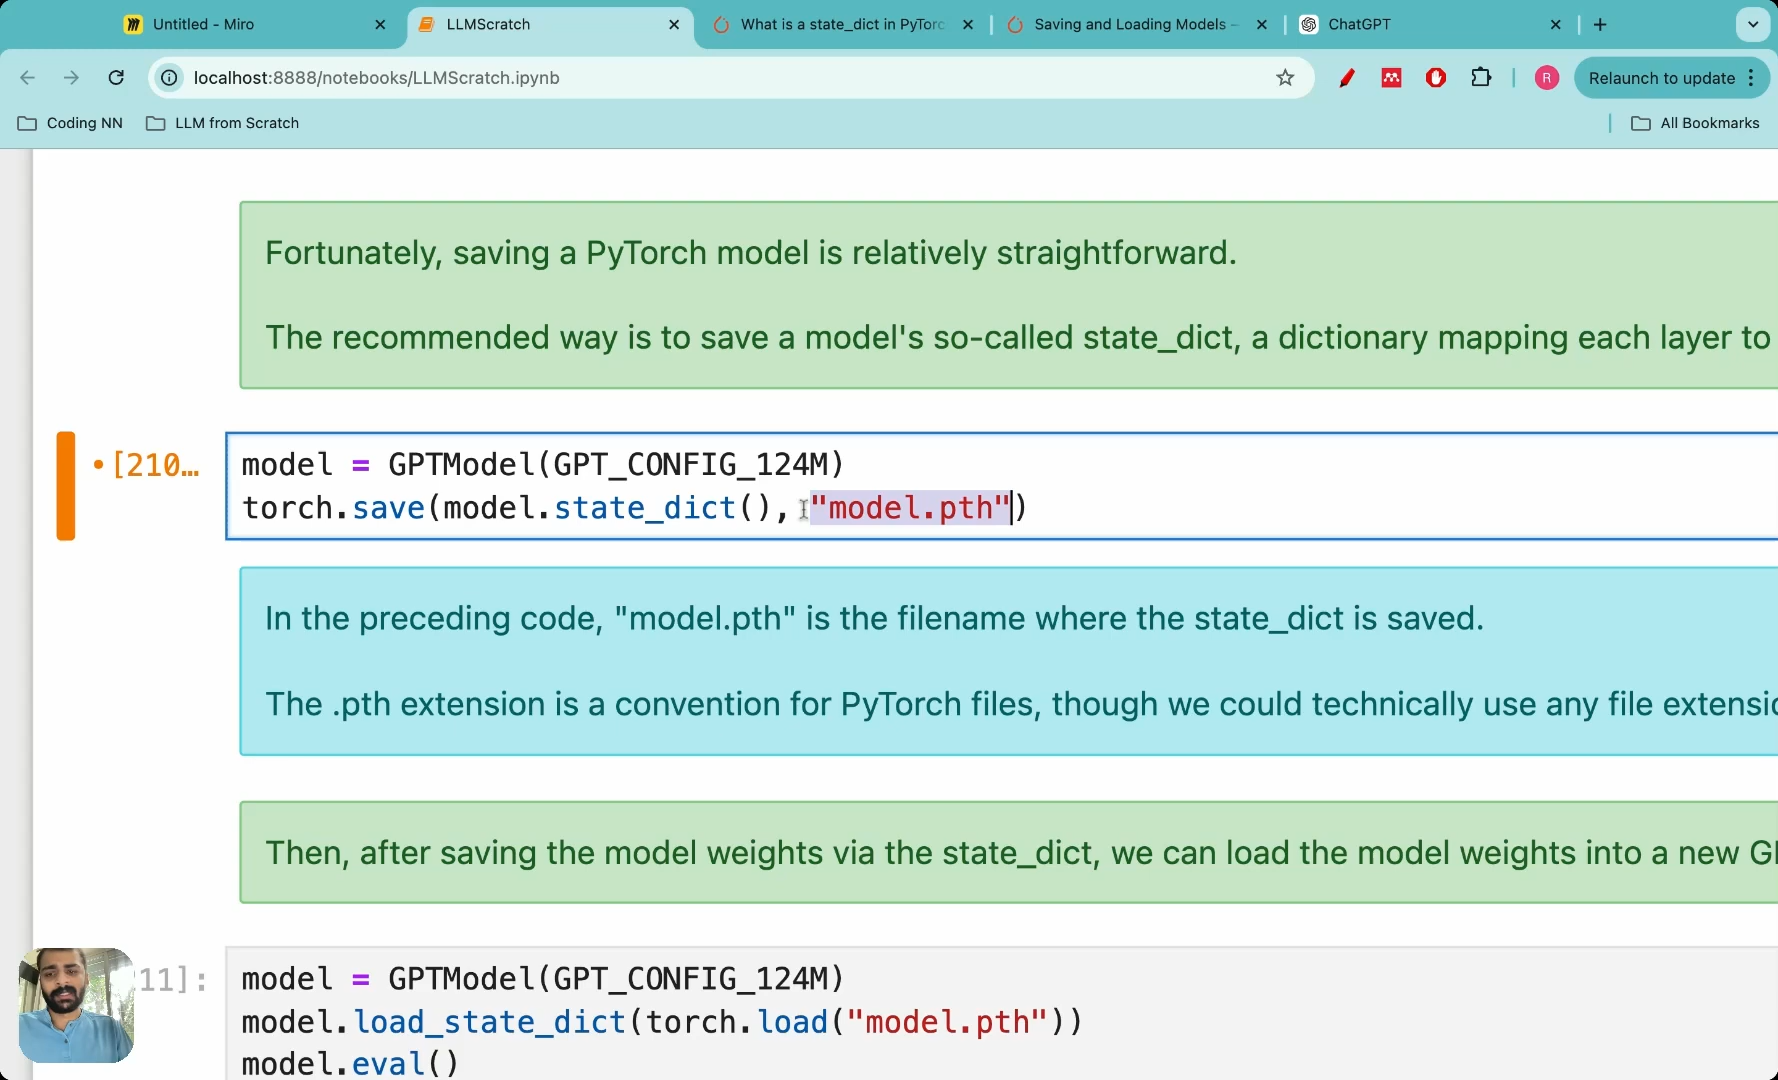 Untitled - Miro
LLMScratch
What is a state_dict in PyTorc
Saving and Loading Models -
ChatGPT
localhost:8888/notebooks/LLMScratch.ipynb
R
Relaunch to update
Coding NN
LLM from Scratch
All Bookmarks
Fortunately, saving a PyTorch model is relatively straightforward.
The recommended way is to save a model's so-called state_dict, a dictionary mapping each layer to
[210…
model = GPTModel(GPT_CONFIG_124M)
torch.save(model.state_dict(), "model.pth")
In the preceding code, "model.pth" is the filename where the state_dict is saved.
The .pth extension is a convention for PyTorch files, though we could technically use any file extensio
Then, after saving the model weights via the state_dict, we can load the model weights into a new G
11]:
model = GPTModel(GPT_CONFIG_124M)
model.load_state_dict(torch.load("model.pth"))
model.eval()